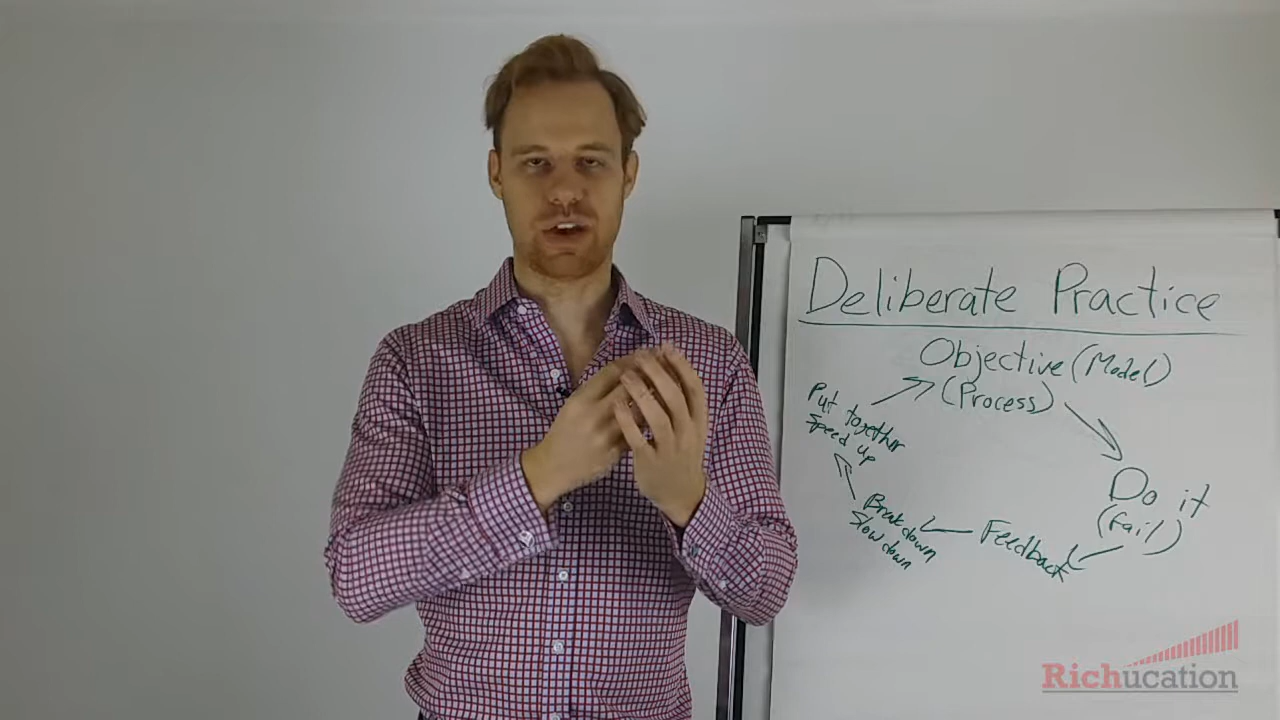 Deliberate Practice
Objective (Model)
(Process)
Do it
(Fail)
Feedback
Break down
Slow down
Put together
Speed up
Richucation